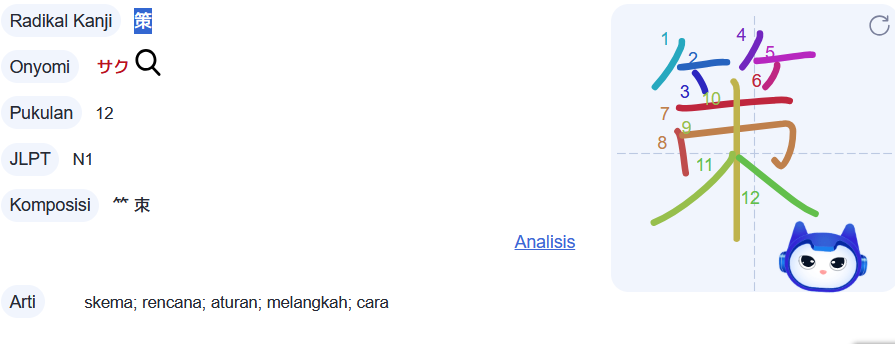 Radikal Kanji 策
Onyomi サク
Pukulan 12
JLPT N1
Komposisi ⺮ 朿
Analisis
Arti skema; rencana; aturan; melangkah; cara
1
2
3
4
5
6
7
8
9
10
11
12